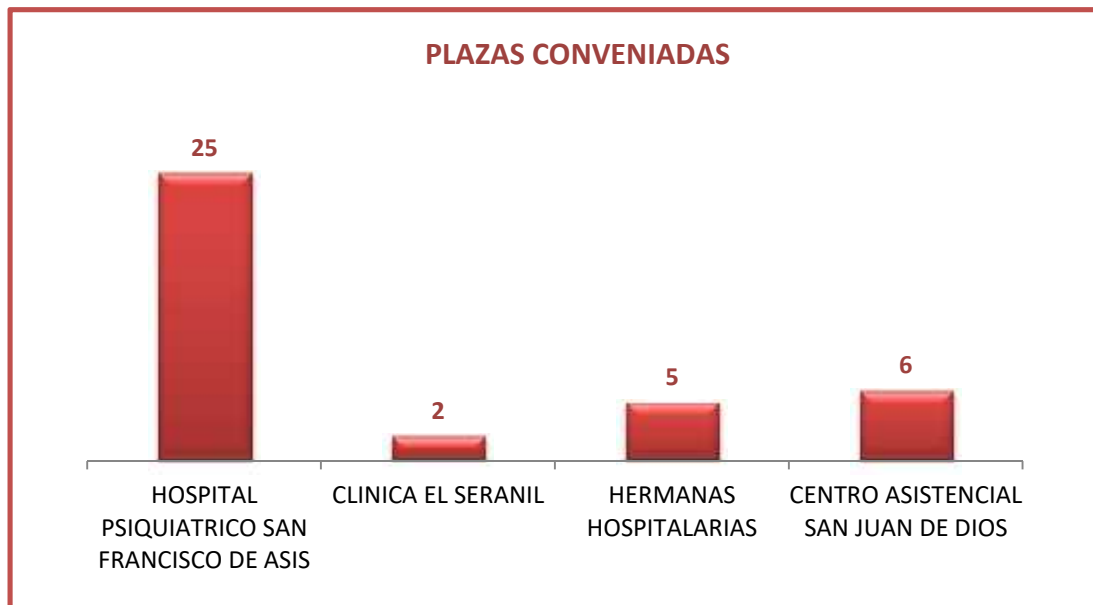 PLAZAS CONVENIADAS
25
2
5
6
HOSPITAL
PSIQUIATRICO SAN
FRANCISCO DE ASIS
CLINICA EL SERANIL
HERMANAS
HOSPITALARIAS
CENTRO ASISTENCIAL
SAN JUAN DE DIOS